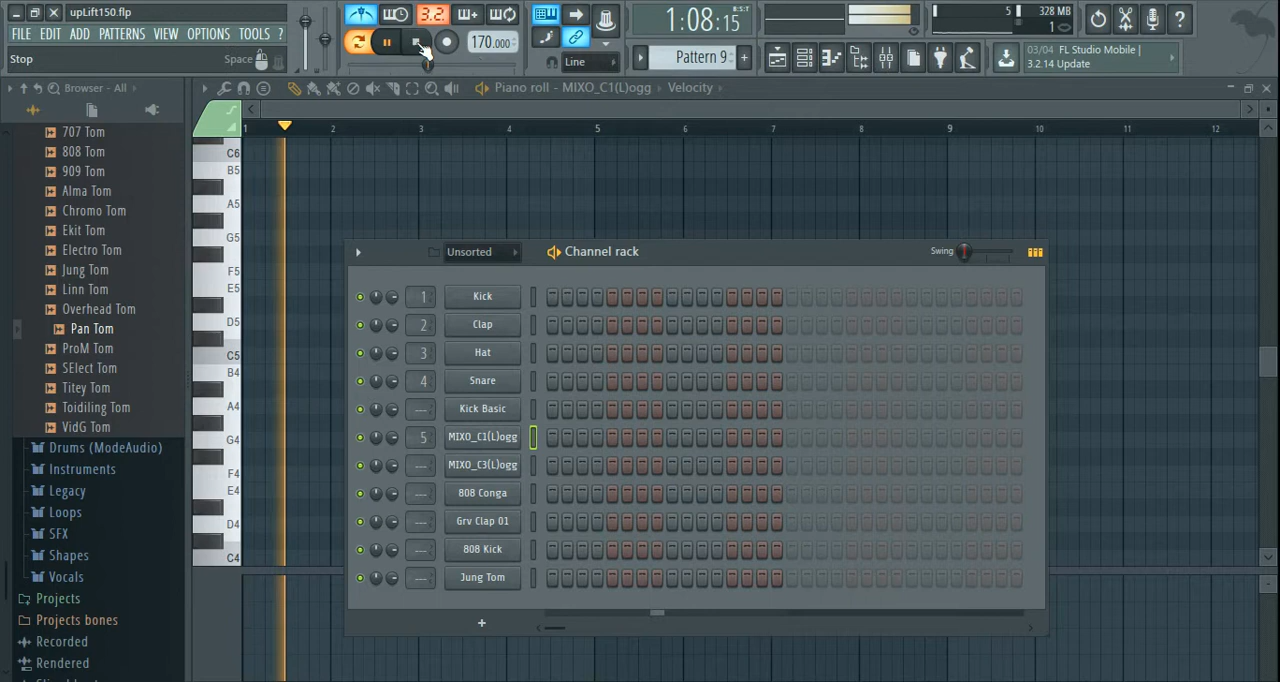 upLift150.flp
FILE EDIT ADD PATTERNS VIEW OPTIONS TOOLS ?
Stop
Space
3.2.
170.000
1:08:15
B:S:T
5
328 MB
1
Line
Pattern 9
03/04 FL Studio Mobile |
3.2.14 Update
Browser - All
Piano roll - MIXO_C1(L)ogg
Velocity
1 2 3 4 5 6 7 8 9 10 11 12
C6
B5
A5
G5
F5
E5
D5
C5
B4
A4
G4
F4
E4
D4
C4
707 Tom
808 Tom
909 Tom
Alma Tom
Chromo Tom
Ekit Tom
Electro Tom
Jung Tom
Linn Tom
Overhead Tom
Pan Tom
ProM Tom
SElect Tom
Titey Tom
Toidiling Tom
VidG Tom
Drums (ModeAudio)
Instruments
Legacy
Loops
SFX
Shapes
Vocals
Projects
Projects bones
Recorded
Rendered
Unsorted
Channel rack
Swing
1 Kick
2 Clap
3 Hat
4 Snare
--- Kick Basic
5 MIXO_C1(L)ogg
--- MIXO_C3(L)ogg
--- 808 Conga
--- Grv Clap 01
--- 808 Kick
--- Jung Tom
+